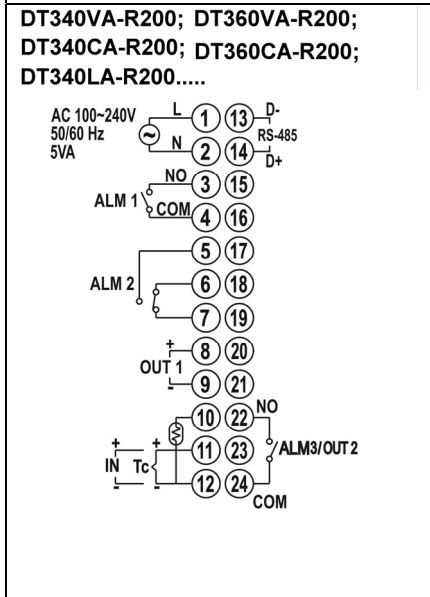 DT340VA-R200; DT360VA-R200;
DT340CA-R200; DT360CA-R200;
DT340LA-R200.....
AC 100~240V
50/60 Hz
5VA
L 1 13 D-
RS-485
N 2 14 D+
NO 3 15
ALM 1
COM 4 16
5 17
ALM 2
6 18
7 19
+ 8 20
OUT 1
- 9 21
10 22 NO
+ + 11 23 ALM3/OUT 2
IN Tc
- - 12 24
COM